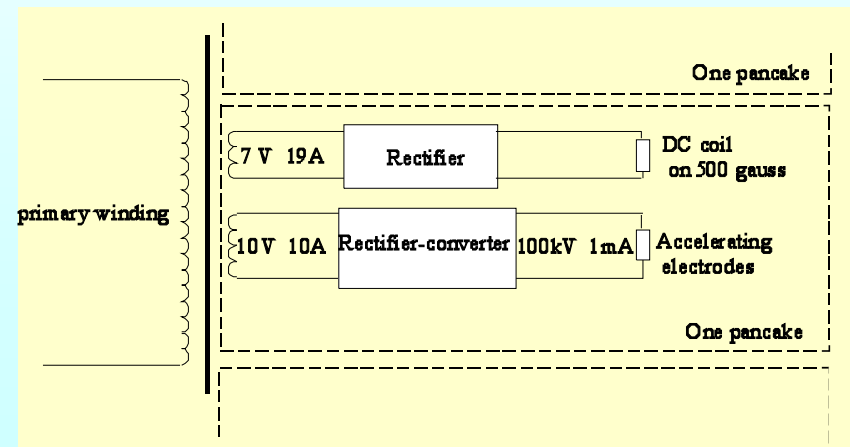 One pancake
7 V 19A
Rectifier
DC coil
on 500 gauss
primary winding
10V 10A
Rectifier-converter
100kV 1mA
Accelerating
electrodes
One pancake